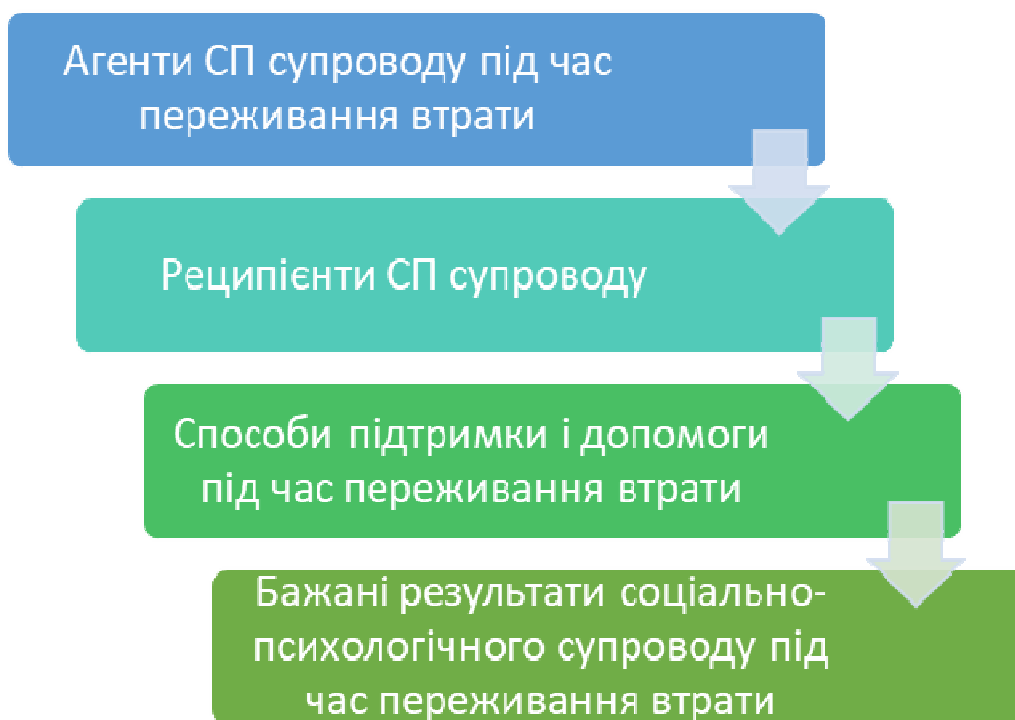 Агенти СП супроводу під час
переживання втрати
Реципієнти СП супроводу
Способи підтримки і допомоги
під час переживання втрати
Бажані результати соціально-
психологічного супроводу під
час переживання втрати